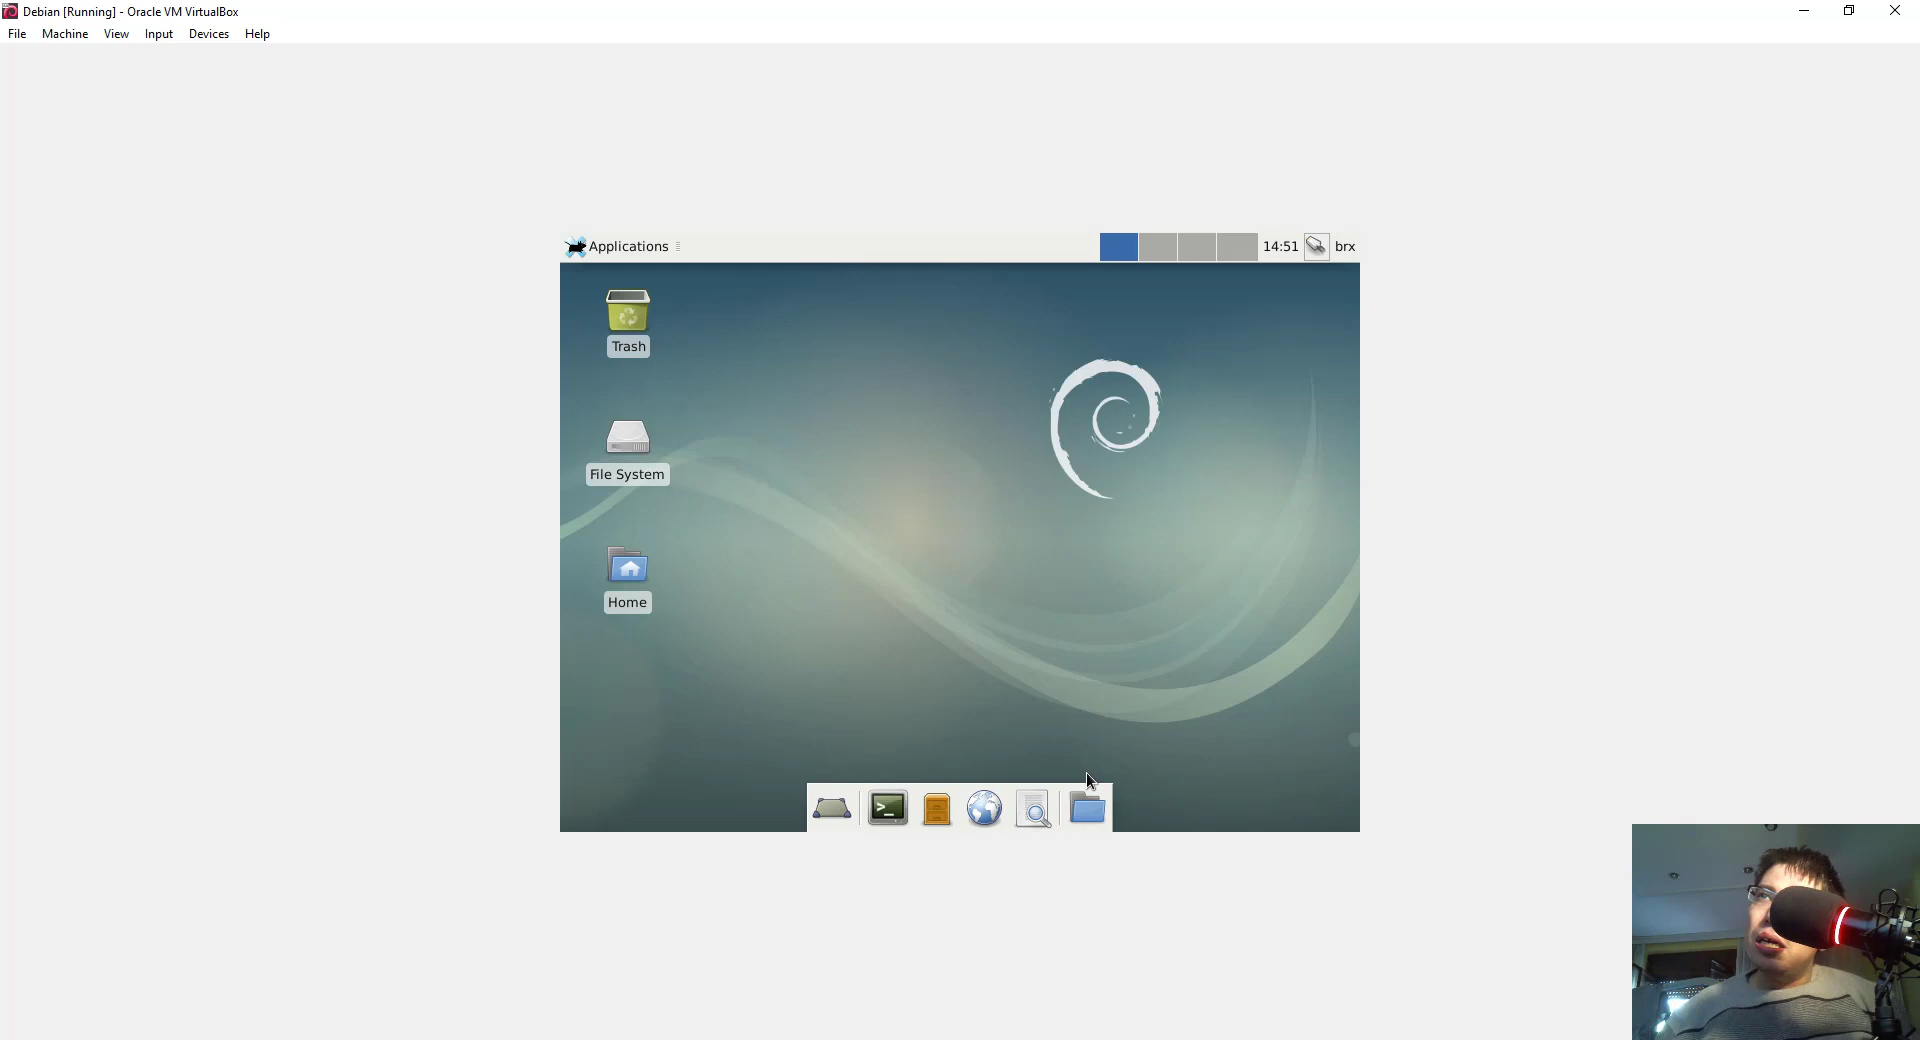 Debian [Running] - Oracle VM VirtualBox
File Machine View Input Devices Help
Applications 14:51 brx
Trash
File System
Home